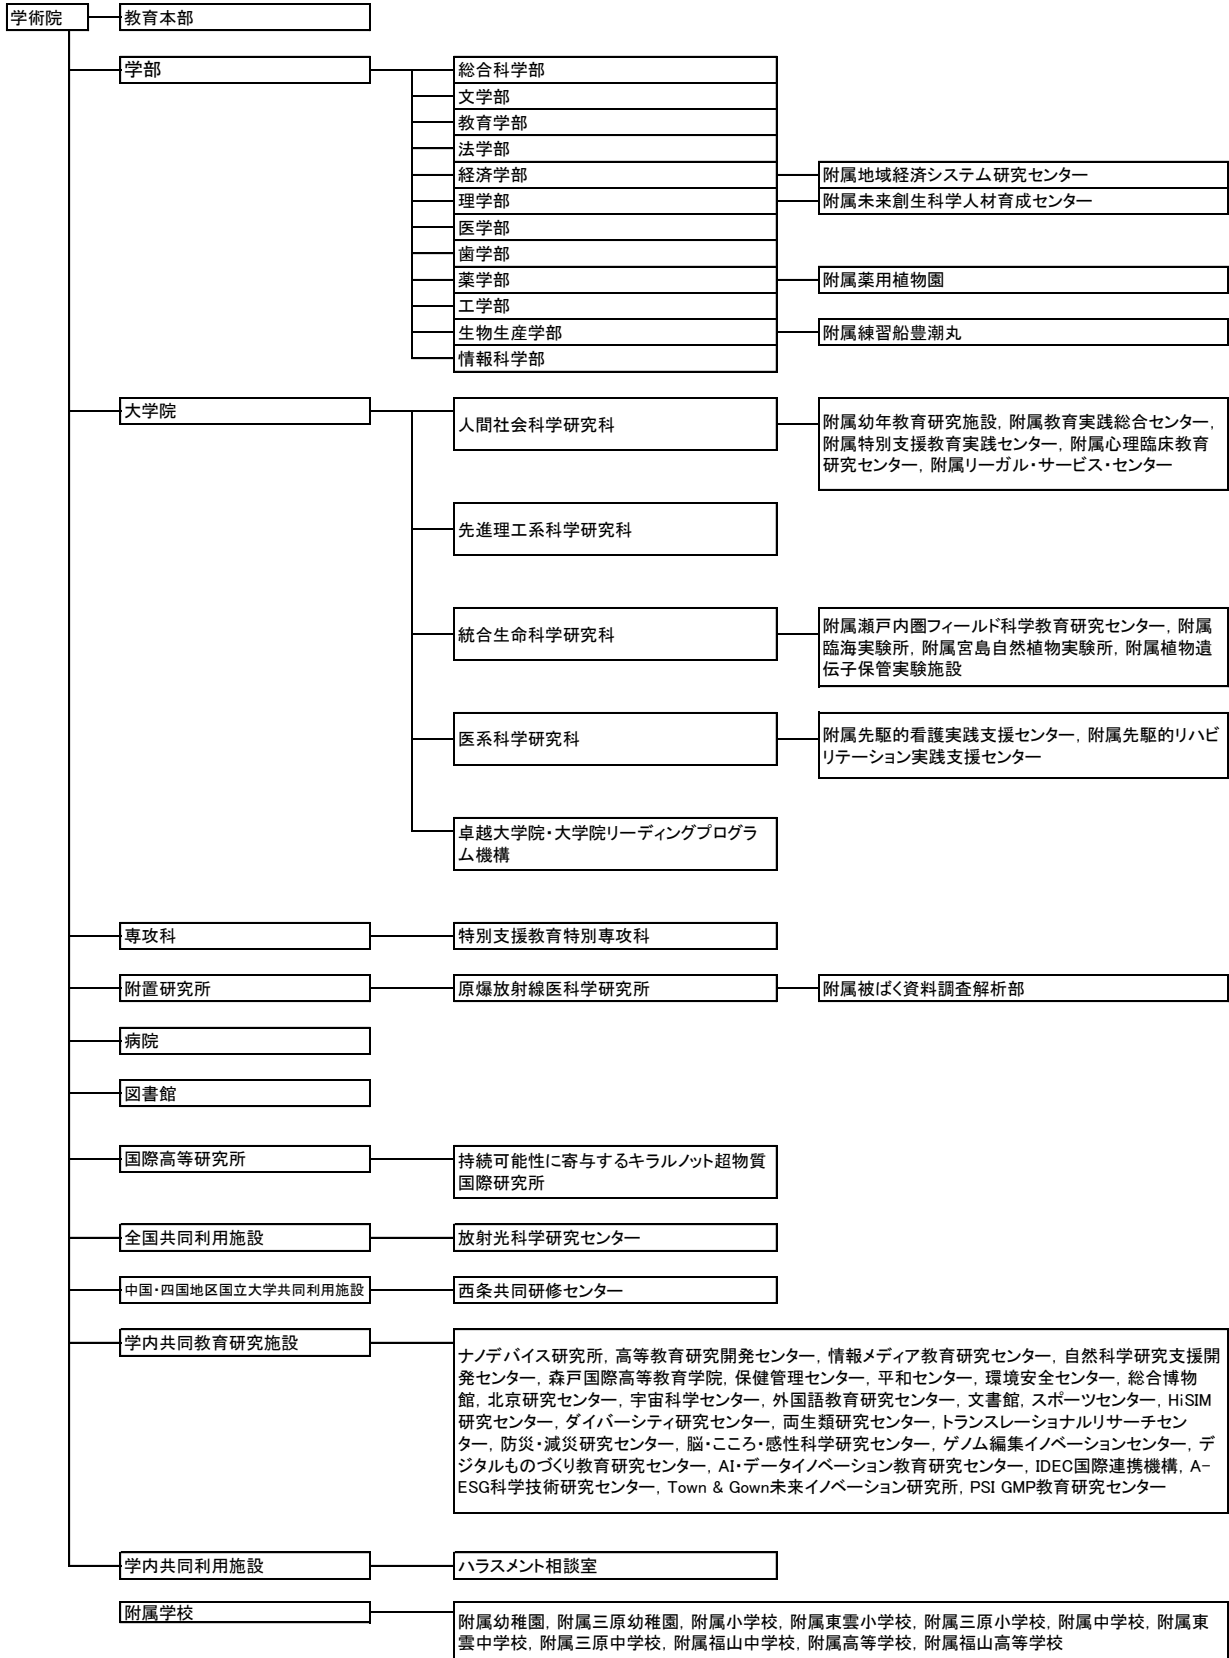 学術院
教育本部
学部
総合科学部
文学部
教育学部
法学部
経済学部
附属地域経済システム研究センター
理学部
附属未来創生科学人材育成センター
医学部
歯学部
薬学部
附属薬用植物園
工学部
生物生産学部
附属練習船豊潮丸
情報科学部
大学院
人間社会科学研究科
附属幼年教育研究施設, 附属教育実践総合センター,
附属特別支援教育実践センター, 附属心理臨床教育
研究センター, 附属リーガル・サービス・センター
先進理工系科学研究科
統合生命科学研究科
附属瀬戸内圏フィールド科学教育研究センター, 附属
臨海実験所, 附属宮島自然植物実験所, 附属植物遺
伝子保管実験施設
医系科学研究科
附属先駆的看護実践支援センター, 附属先駆的リハビ
リテーション実践支援センター
卓越大学院・大学院リーディングプログラ
ム機構
専攻科
特別支援教育特別専攻科
附置研究所
原爆放射線医科学研究所
附属被ばく資料調査解析部
病院
図書館
国際高等研究所
持続可能性に寄与するキラルノット超物質
国際研究所
全国共同利用施設
放射光科学研究センター
中国・四国地区国立大学共同利用施設
西条共同研修センター
学内共同教育研究施設
ナノデバイス研究所, 高等教育研究開発センター, 情報メディア教育研究センター, 自然科学研究支援開
発センター, 森戸国際高等教育学院, 保健管理センター, 平和センター, 環境安全センター, 総合博物
館, 北京研究センター, 宇宙科学センター, 外国語教育研究センター, 文書館, スポーツセンター, HiSIM
研究センター, ダイバーシティ研究センター, 両生類研究センター, トランスレーショナルリサーチセン
ター, 防災・減災研究センター, 脳・こころ・感性科学研究センター, ゲノム編集イノベーションセンター, デ
ジタルものづくり教育研究センター, AI・データイノベーション教育研究センター, IDEC国際連携機構, A-
ESG科学技術研究センター, Town & Gown未来イノベーション研究所, PSI GMP教育研究センター
学内共同利用施設
ハラスメント相談室
附属学校
附属幼稚園, 附属三原幼稚園, 附属小学校, 附属東雲小学校, 附属三原小学校, 附属中学校, 附属東
雲中学校, 附属三原中学校, 附属福山中学校, 附属高等学校, 附属福山高等学校